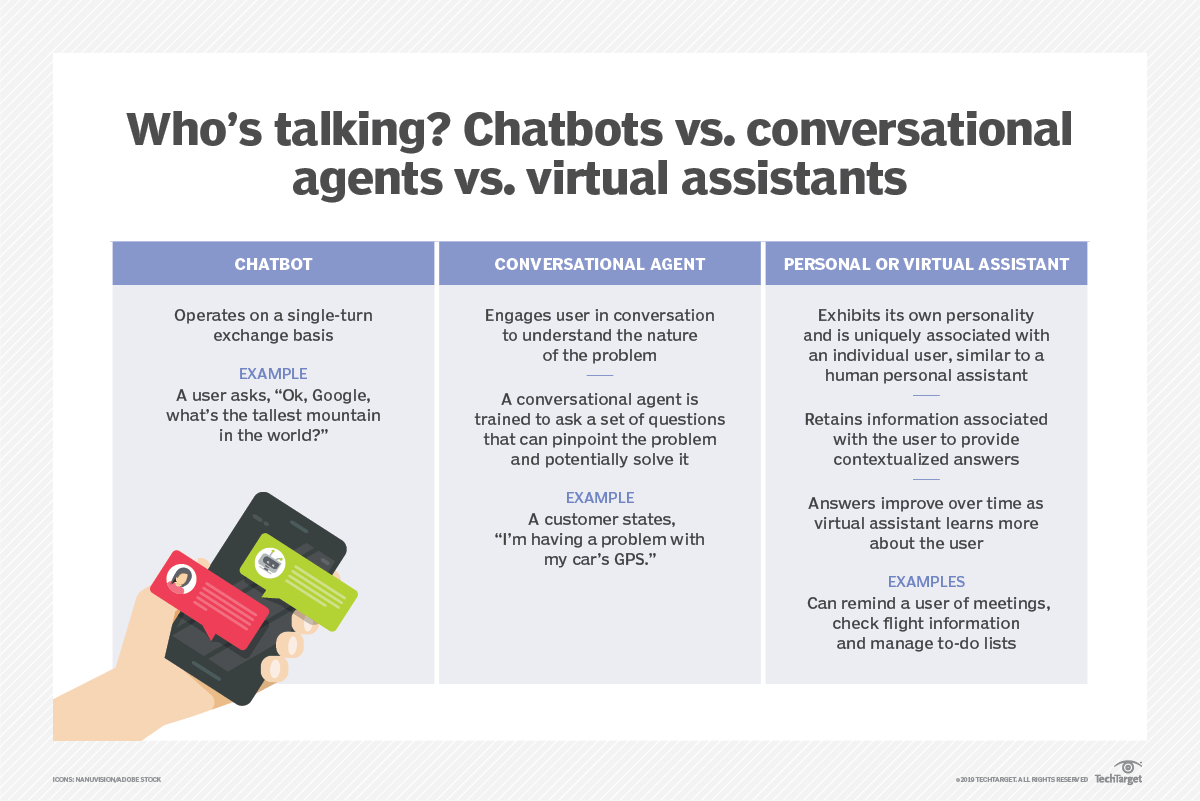 Who’s talking? Chatbots vs. conversational
agents vs. virtual assistants
CHATBOT
Operates on a single-turn
exchange basis
EXAMPLE
A user asks, “Ok, Google,
what’s the tallest mountain
in the world?”
CONVERSATIONAL AGENT
Engages user in conversation
to understand the nature
of the problem
A conversational agent is
trained to ask a set of questions
that can pinpoint the problem
and potentially solve it
EXAMPLE
A customer states,
“I’m having a problem with
my car’s GPS.”
PERSONAL OR VIRTUAL ASSISTANT
Exhibits its own personality
and is uniquely associated with
an individual user, similar to a
human personal assistant
Retains information associated
with the user to provide
contextualized answers
Answers improve over time as
virtual assistant learns more
about the user
EXAMPLES
Can remind a user of meetings,
check flight information
and manage to-do lists
ICONS: NANUVISION/ADOBE STOCK
©2019 TECHTARGET. ALL RIGHTS RESERVED
TechTarget